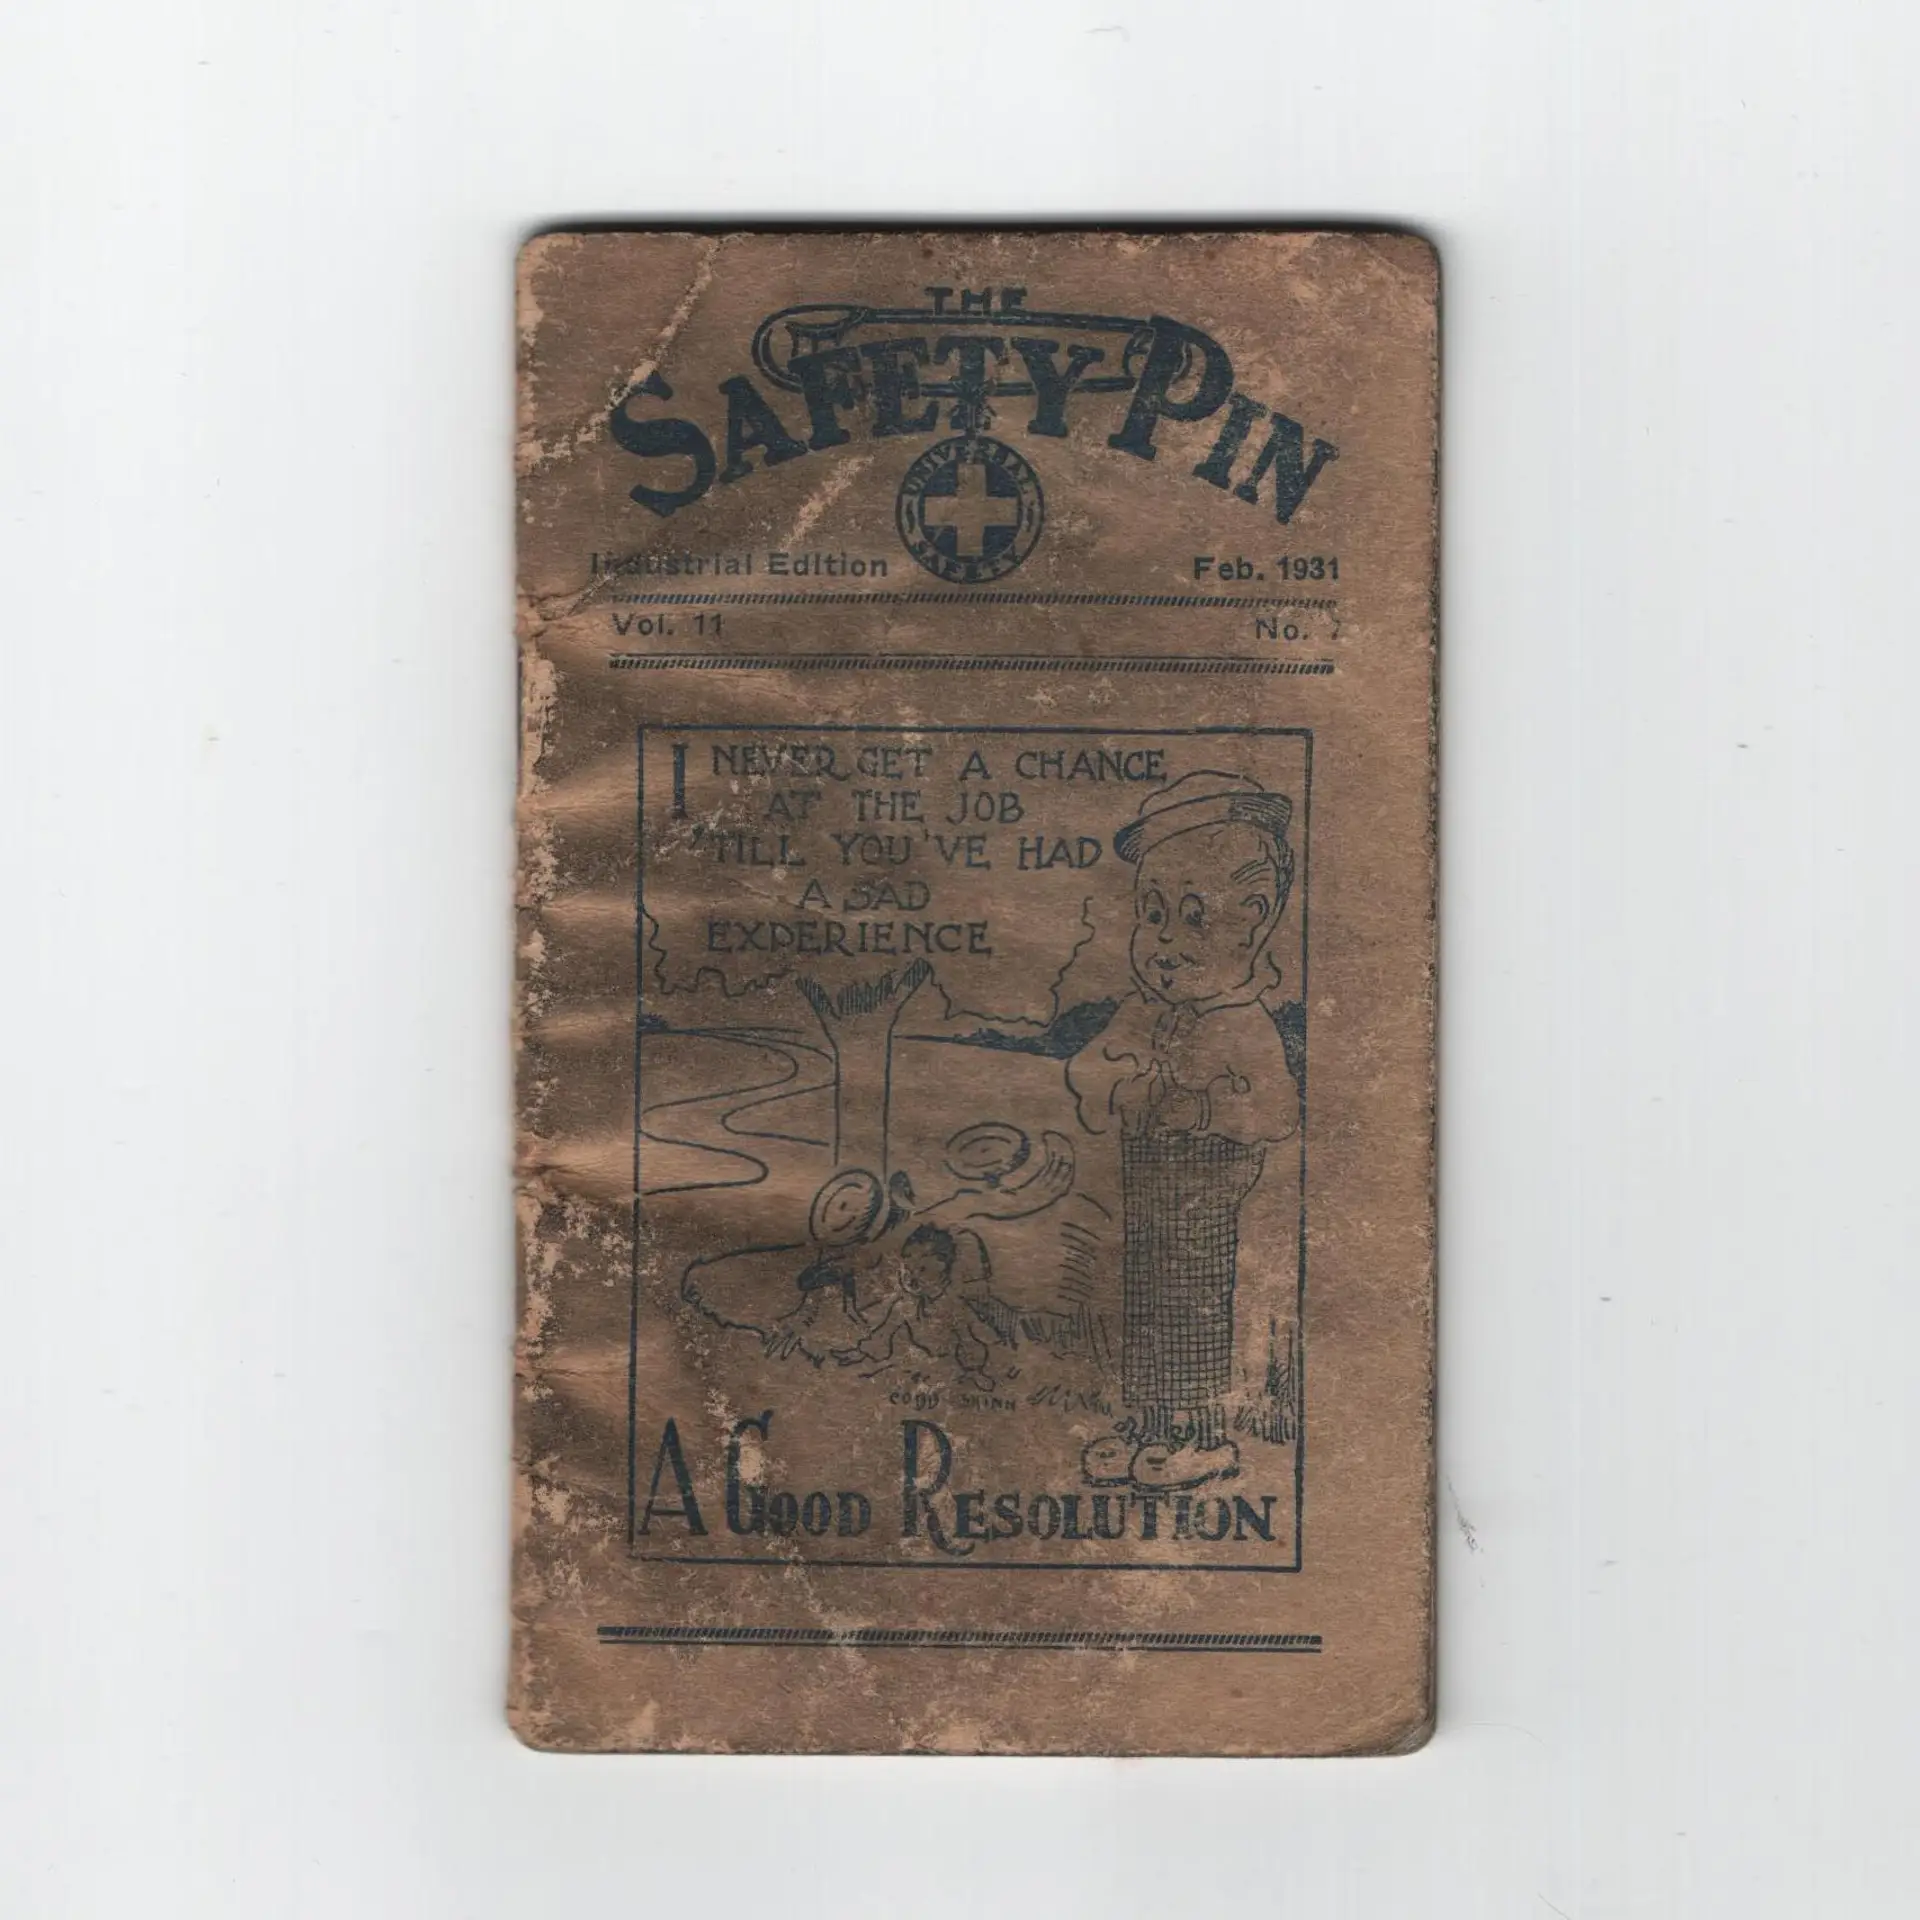 THE
SAFETY PIN
UNIVERSAL
SAFETY
Industrial Edition
Feb. 1931
Vol. 11
No. 7
I NEVER GET A CHANCE
AT THE JOB
'TILL YOU'VE HAD
A SAD
EXPERIENCE
A GOOD RESOLUTION